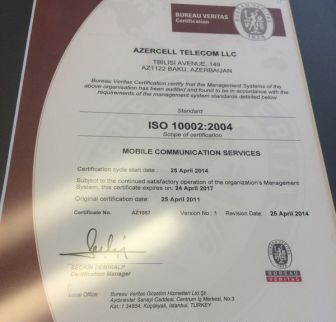 BUREAU VERITAS
Certification
AZERCELL TELECOM LLC
TBILISI AVENUE, 149
AZ1122 BAKU, AZERBAIJAN
Bureau Veritas Certification certify that the Management Systems of the
above organisation has been audited and found to be in accordance with the
requirements of the management system standards detailed below
Standard
ISO 10002:2004
Scope of certification
MOBILE COMMUNICATION SERVICES
Certification cycle start date : 25 April 2014
Subject to the continued satisfactory operation of the organization's Management
System, this certificate expires on: 24 April 2017
Original certification date: 25 April 2011
Certificate No. AZ1087 Version No : 1 Revision Date: 25 April 2014
Certification Manager
Local Office: Bureau Veritas Gözetim Hizmetleri Ltd.Şti.
Aydınevler Sanayi Caddesi, Centrum İş Merkezi, No:3
Kat:1 34854, Küçükyalı, Istanbul, Turkey
BUREAU
VERITAS